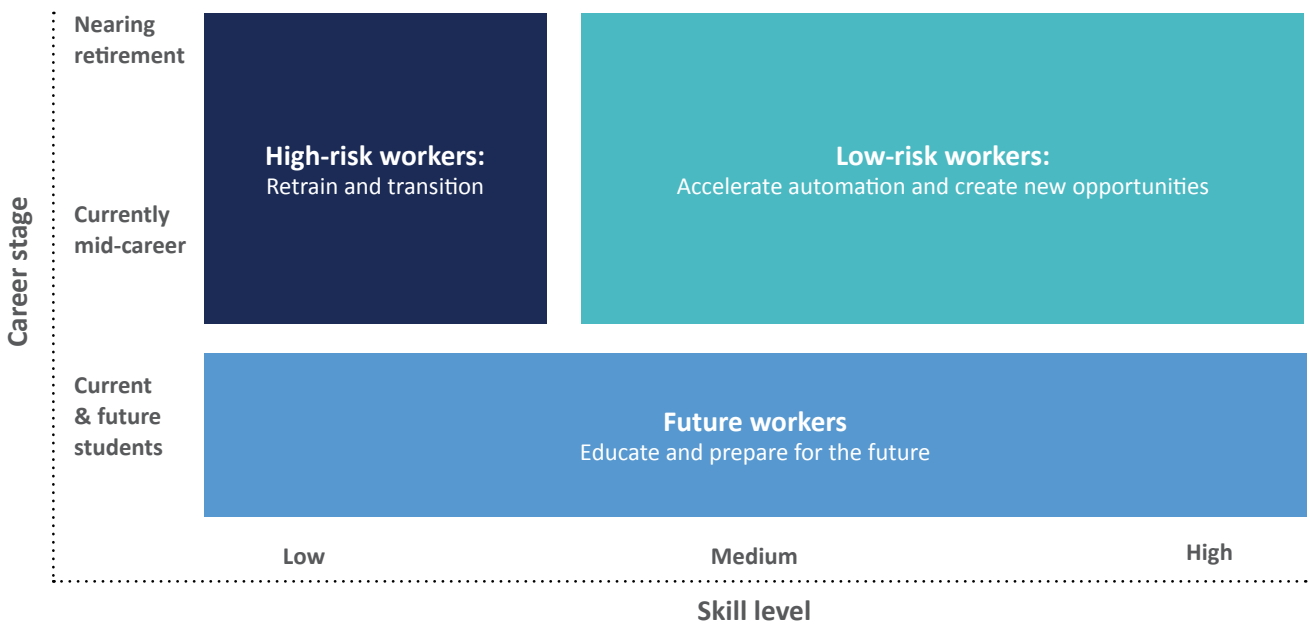 Career stage
Nearing
retirement
Currently
mid-career
Current
& future
students
High-risk workers:
Retrain and transition
Low-risk workers:
Accelerate automation and create new opportunities
Future workers
Educate and prepare for the future
Low
Medium
High
Skill level